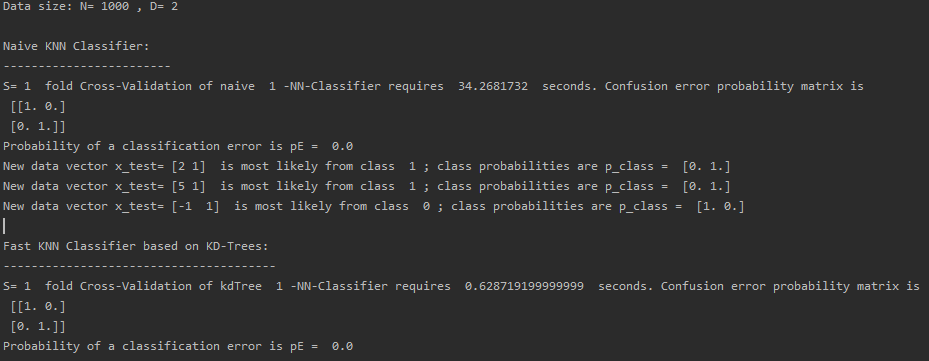 Data size: N= 1000 , D= 2
Naive KNN Classifier:
------------------------
S= 1  fold Cross-Validation of naive  1 -NN-Classifier requires  34.2681732  seconds. Confusion error probability matrix is
[[1. 0.]
[0. 1.]]
Probability of a classification error is pE =  0.0
New data vector x_test= [2 1]  is most likely from class  1 ; class probabilities are p_class =  [0. 1.]
New data vector x_test= [5 1]  is most likely from class  1 ; class probabilities are p_class =  [0. 1.]
New data vector x_test= [-1  1]  is most likely from class  0 ; class probabilities are p_class =  [1. 0.]
Fast KNN Classifier based on KD-Trees:
---------------------------------------
S= 1  fold Cross-Validation of kdTree  1 -NN-Classifier requires  0.628719199999999  seconds. Confusion error probability matrix is
[[1. 0.]
[0. 1.]]
Probability of a classification error is pE =  0.0